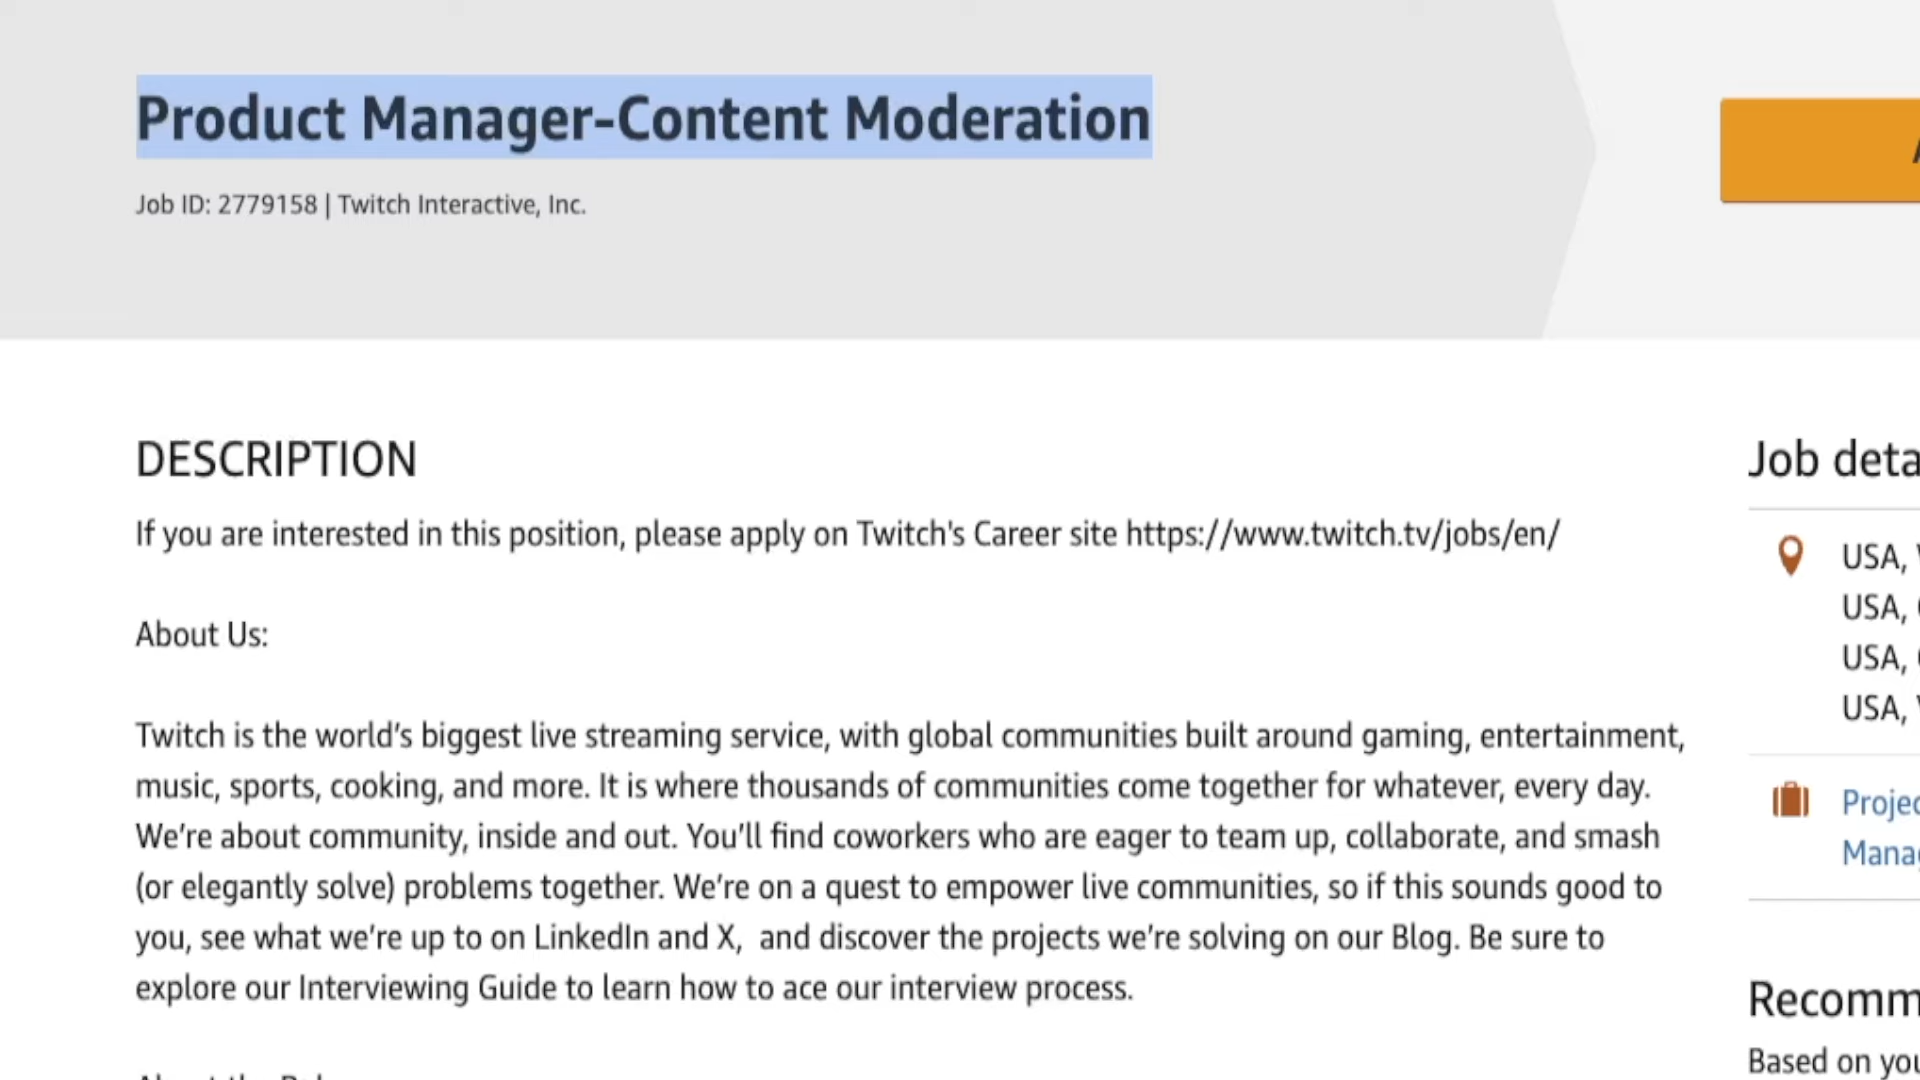 Product Manager-Content Moderation
Job ID: 2779158 | Twitch Interactive, Inc.
DESCRIPTION
If you are interested in this position, please apply on Twitch's Career site https://www.twitch.tv/jobs/en/
About Us:
Twitch is the world’s biggest live streaming service, with global communities built around gaming, entertainment,
music, sports, cooking, and more. It is where thousands of communities come together for whatever, every day.
We’re about community, inside and out. You’ll find coworkers who are eager to team up, collaborate, and smash
(or elegantly solve) problems together. We’re on a quest to empower live communities, so if this sounds good to
you, see what we’re up to on LinkedIn and X,  and discover the projects we’re solving on our Blog. Be sure to
explore our Interviewing Guide to learn how to ace our interview process.
Job
USA,
USA,
USA,
USA,
Based on